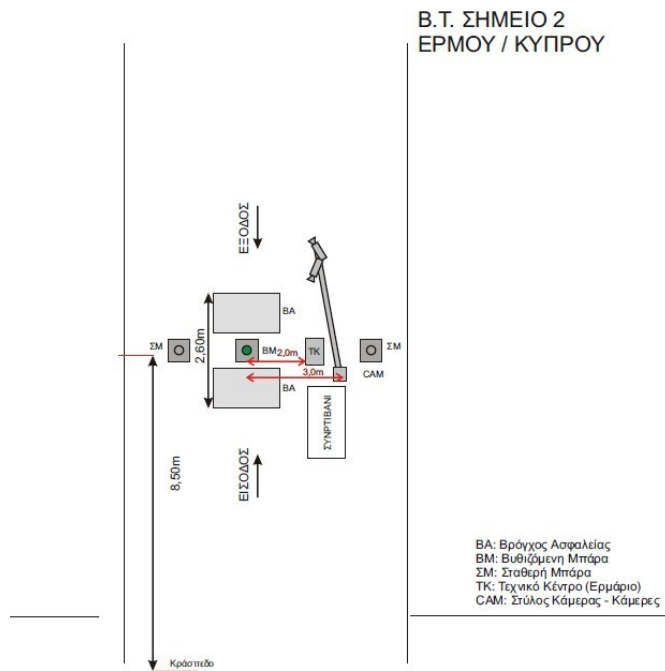 Β.Τ. ΣΗΜΕΙΟ 2
ΕΡΜΟΥ / ΚΥΠΡΟΥ
ΕΞΟΔΟΣ
ΒΑ
2,60m
ΣΜ
ΒΜ
2,0m
ΤΚ
ΣΜ
3,0m
CAM
ΒΑ
ΣΥΝΡΤΙΒΑΝΙ
8,50m
ΕΙΣΟΔΟΣ
ΒΑ: Βρόγχος Ασφαλείας
ΒΜ: Βυθιζόμενη Μπάρα
ΣΜ: Σταθερή Μπάρα
ΤΚ: Τεχνικό Κέντρο (Ερμάριο)
CAM: Στύλος Κάμερας - Κάμερες
Κράσπεδο